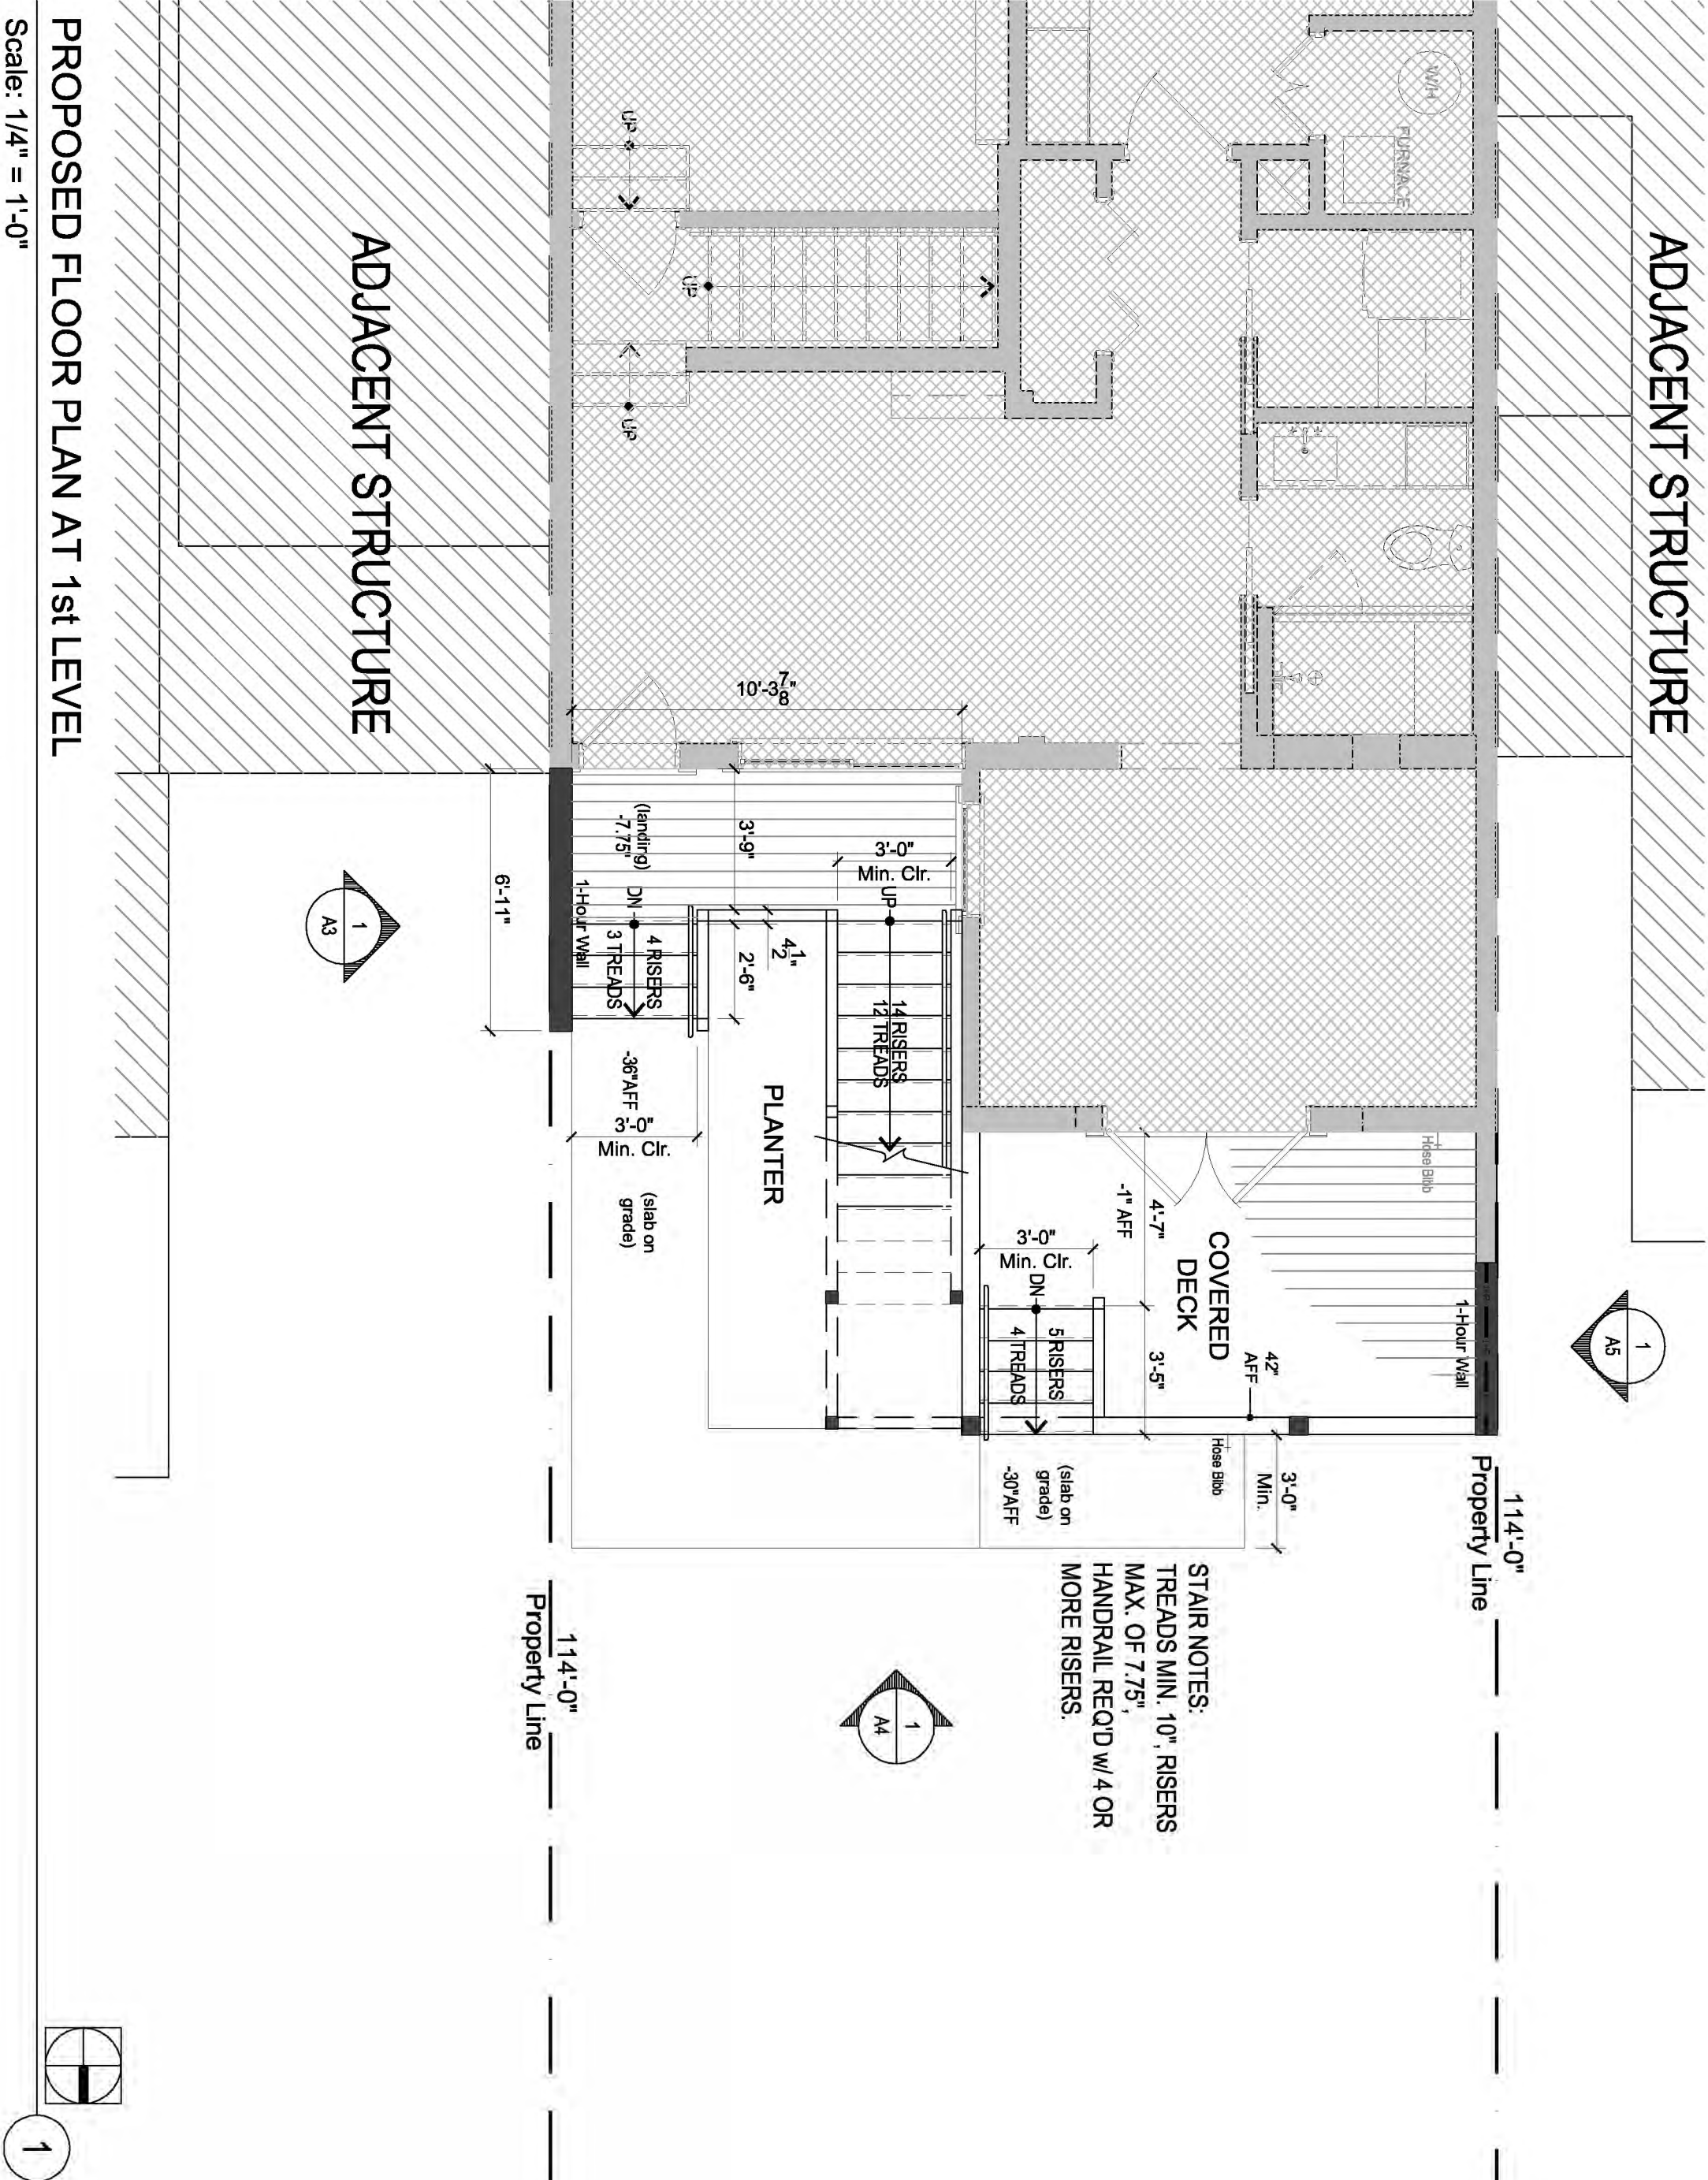 ADJACENT STRUCTURE
W/H
FURNACE
Hose Bibb
1-Hour Wall
1
A5
114'-0"
Property Line
COVERED
DECK
42"
AFF
4'-7"
-1" AFF
3'-5"
3'-0"
Min. Clr.
DN
5 RISERS
4 TREADS
Hose Bibb
3'-0"
Min.
(slab on
grade)
-30"AFF
STAIR NOTES:
TREADS MIN. 10", RISERS
MAX. OF 7.75",
HANDRAIL REQ'D w/ 4 OR
MORE RISERS.
1
A4
UP
UP
UP
10'-3 7/8"
3'-0"
Min. Clr.
UP
14 RISERS
12 TREADS
3'-9"
4 1/2"
2'-6"
PLANTER
(landing)
-7.75"
DN
4 RISERS
3 TREADS
1-Hour Wall
-36"AFF
3'-0"
Min. Clr.
(slab on
grade)
6'-11"
114'-0"
Property Line
1
A3
ADJACENT STRUCTURE
PROPOSED FLOOR PLAN AT 1st LEVEL
Scale: 1/4" = 1'-0"
1